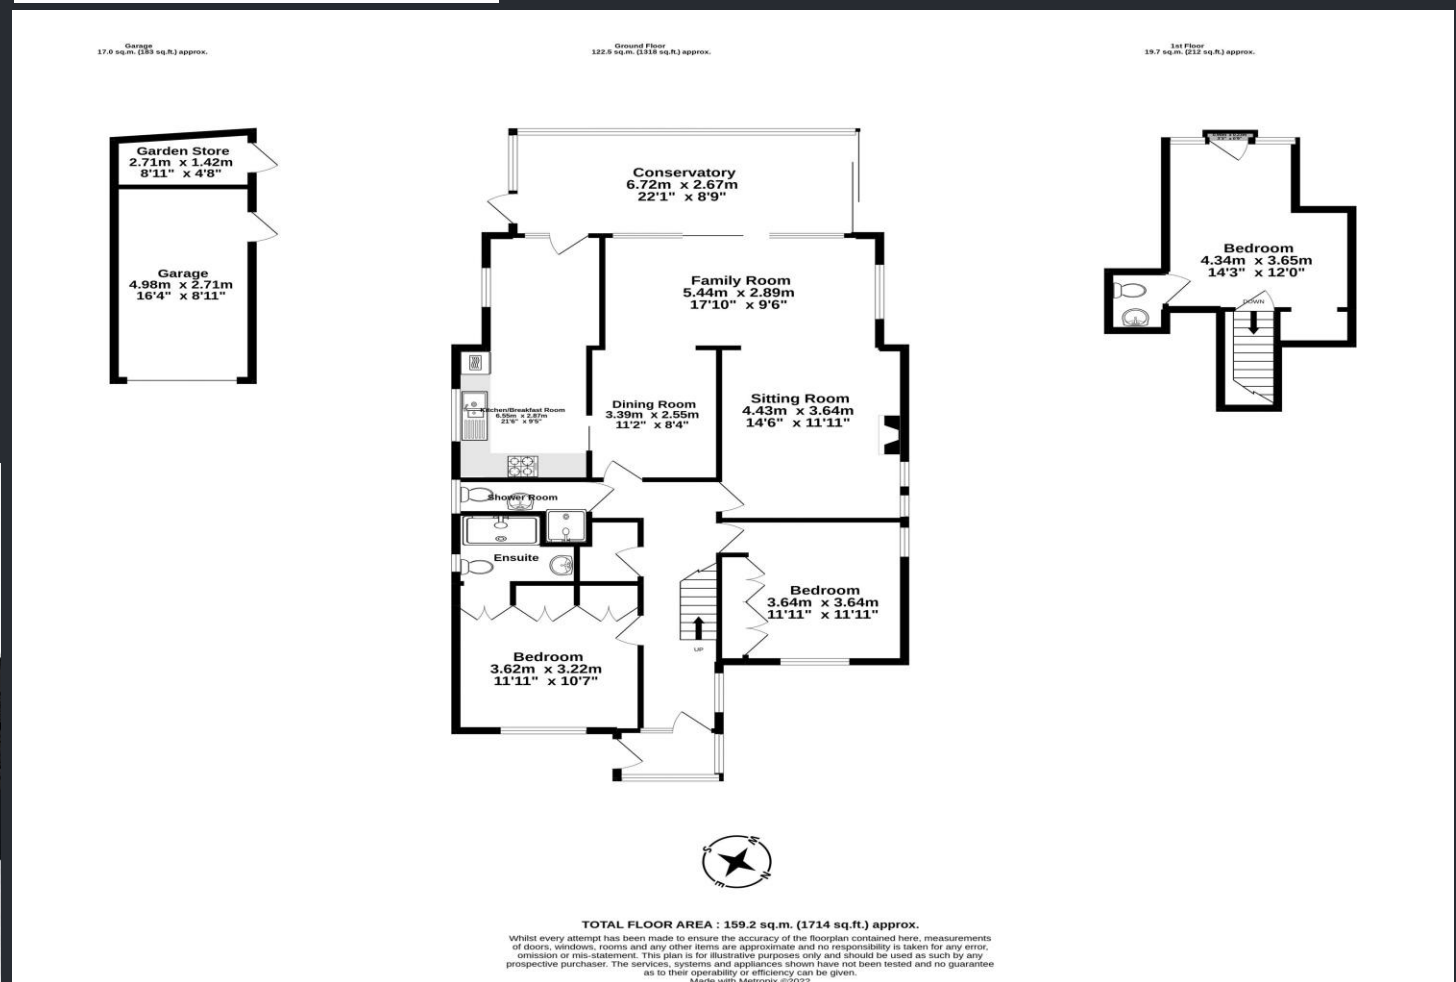 Garage
17.0 sq.m. (183 sq.ft.) approx.
Ground Floor
122.5 sq.m. (1318 sq.ft.) approx.
1st Floor
19.7 sq.m. (212 sq.ft.) approx.
Garden Store
2.71m x 1.42m
8'11" x 4'8"
Garage
4.98m x 2.71m
16'4" x 8'11"
Conservatory
6.72m x 2.67m
22'1" x 8'9"
Family Room
5.44m x 2.89m
17'10" x 9'6"
Kitchen/Breakfast Room
6.55m x 2.87m
21'6" x 9'5"
Dining Room
3.39m x 2.55m
11'2" x 8'4"
Sitting Room
4.43m x 3.64m
14'6" x 11'11"
Shower Room
Ensuite
Bedroom
3.64m x 3.64m
11'11" x 11'11"
UP
Bedroom
3.62m x 3.22m
11'11" x 10'7"
Bedroom
4.34m x 3.65m
14'3" x 12'0"
DOWN
W
S
N
E
TOTAL FLOOR AREA : 159.2 sq.m. (1714 sq.ft.) approx.
Whilst every attempt has been made to ensure the accuracy of the floorplan contained here, measurements
of doors, windows, rooms and any other items are approximate and no responsibility is taken for any error,
omission or mis-statement. This plan is for illustrative purposes only and should be used as such by any
prospective purchaser. The services, systems and appliances shown have not been tested and no guarantee
as to their operability or efficiency can be given.
Made with Metropix ©2022